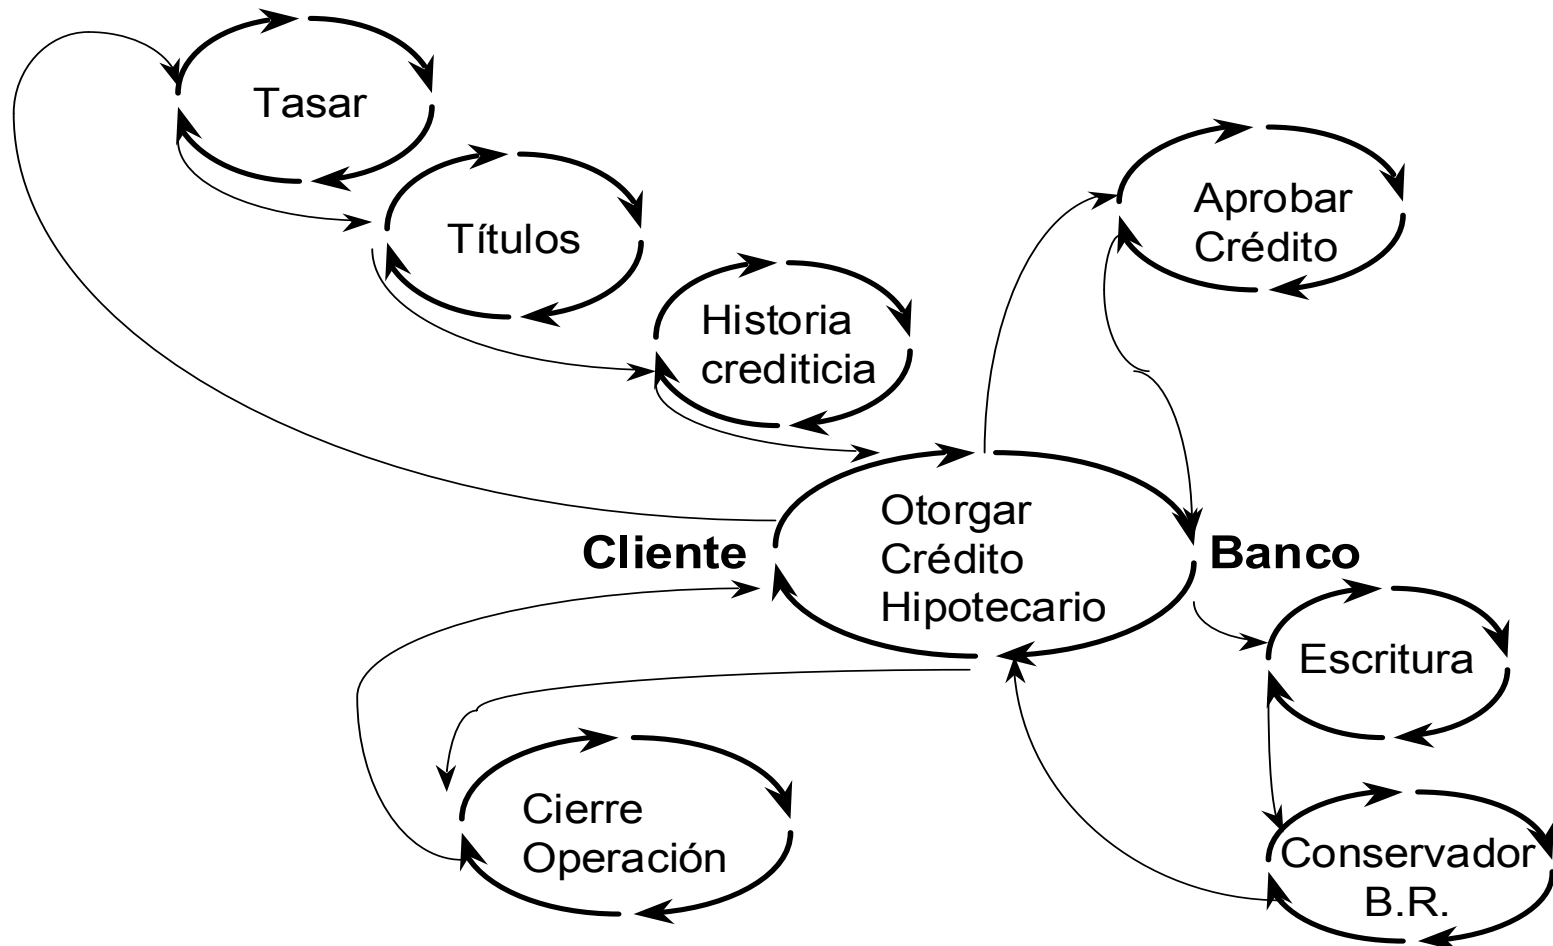 Tasar
Títulos
Historia
crediticia
Aprobar
Crédito
Otorgar
Crédito
Hipotecario
Cliente
Banco
Escritura
Cierre
Operación
Conservador
B.R.